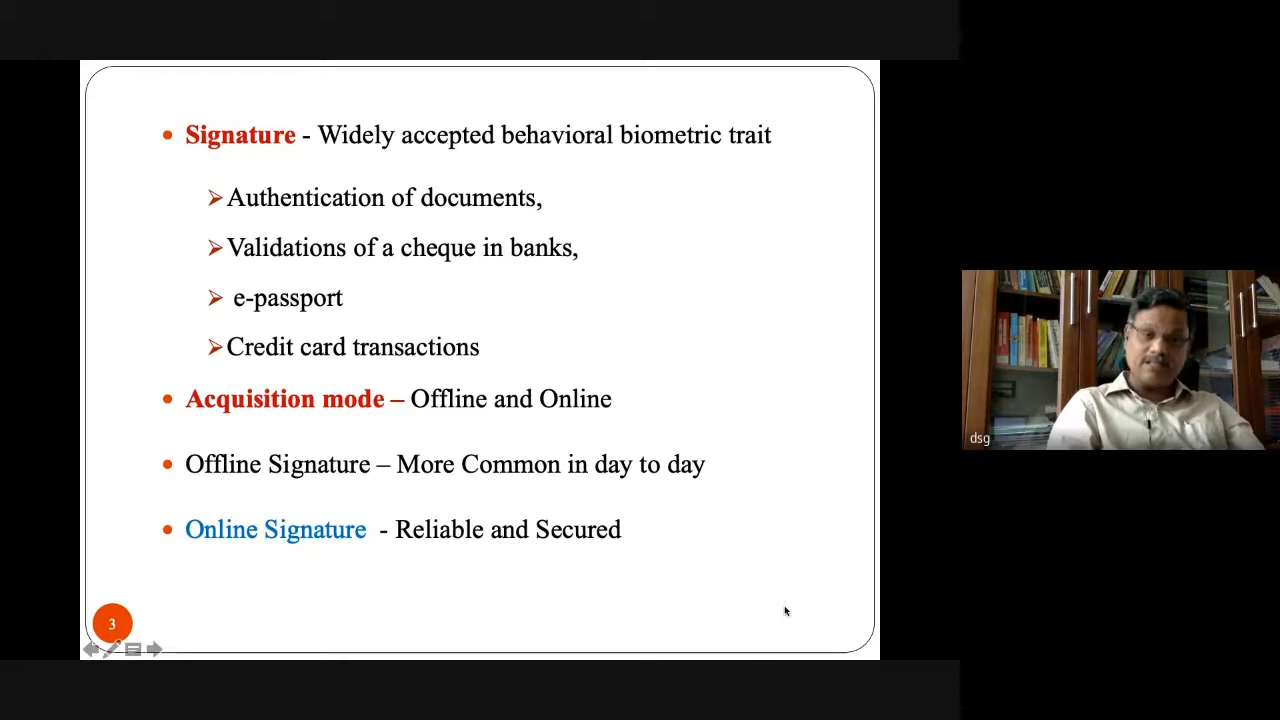 Signature - Widely accepted behavioral biometric trait
Authentication of documents,
Validations of a cheque in banks,
e-passport
Credit card transactions
Acquisition mode – Offline and Online
Offline Signature – More Common in day to day
Online Signature - Reliable and Secured
3
dsg